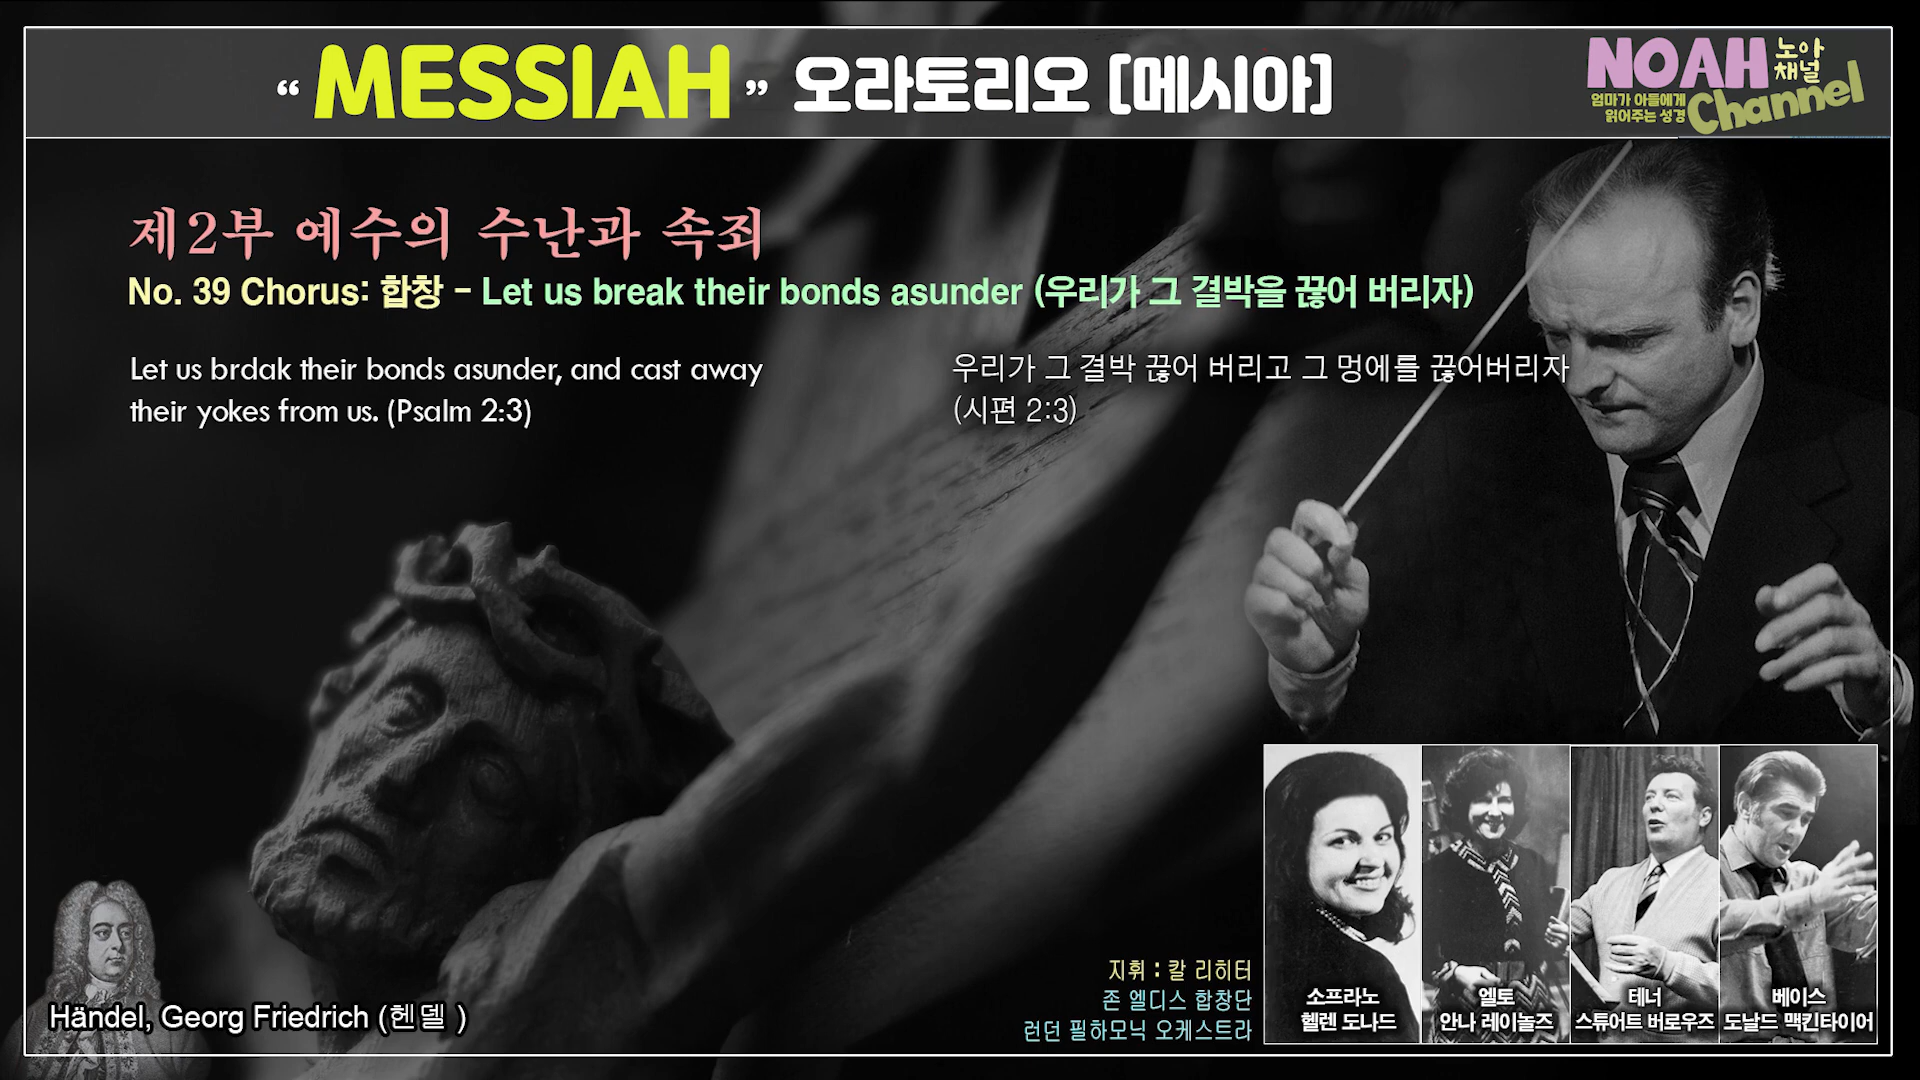 “ MESSIAH ” 오라토리오 [메시아]
NOAH 노아
채널
엄마가 아들에게
읽어주는 성경
Channel
제2부 예수의 수난과 속죄
No. 39 Chorus: 합창 - Let us break their bonds asunder (우리가 그 결박을 끊어 버리자)
Let us brdak their bonds asunder, and cast away
their yokes from us. (Psalm 2:3)
우리가 그 결박 끊어 버리고 그 멍에를 끊어버리자
(시편 2:3)
Händel, Georg Friedrich (헨델 )
지휘 : 칼 리히터
존 엘디스 합창단
런던 필하모닉 오케스트라
소프라노
헬렌 도나드
엘토
안나 레이놀즈
테너
스튜어트 버로우즈
베이스
도날드 맥킨타이어